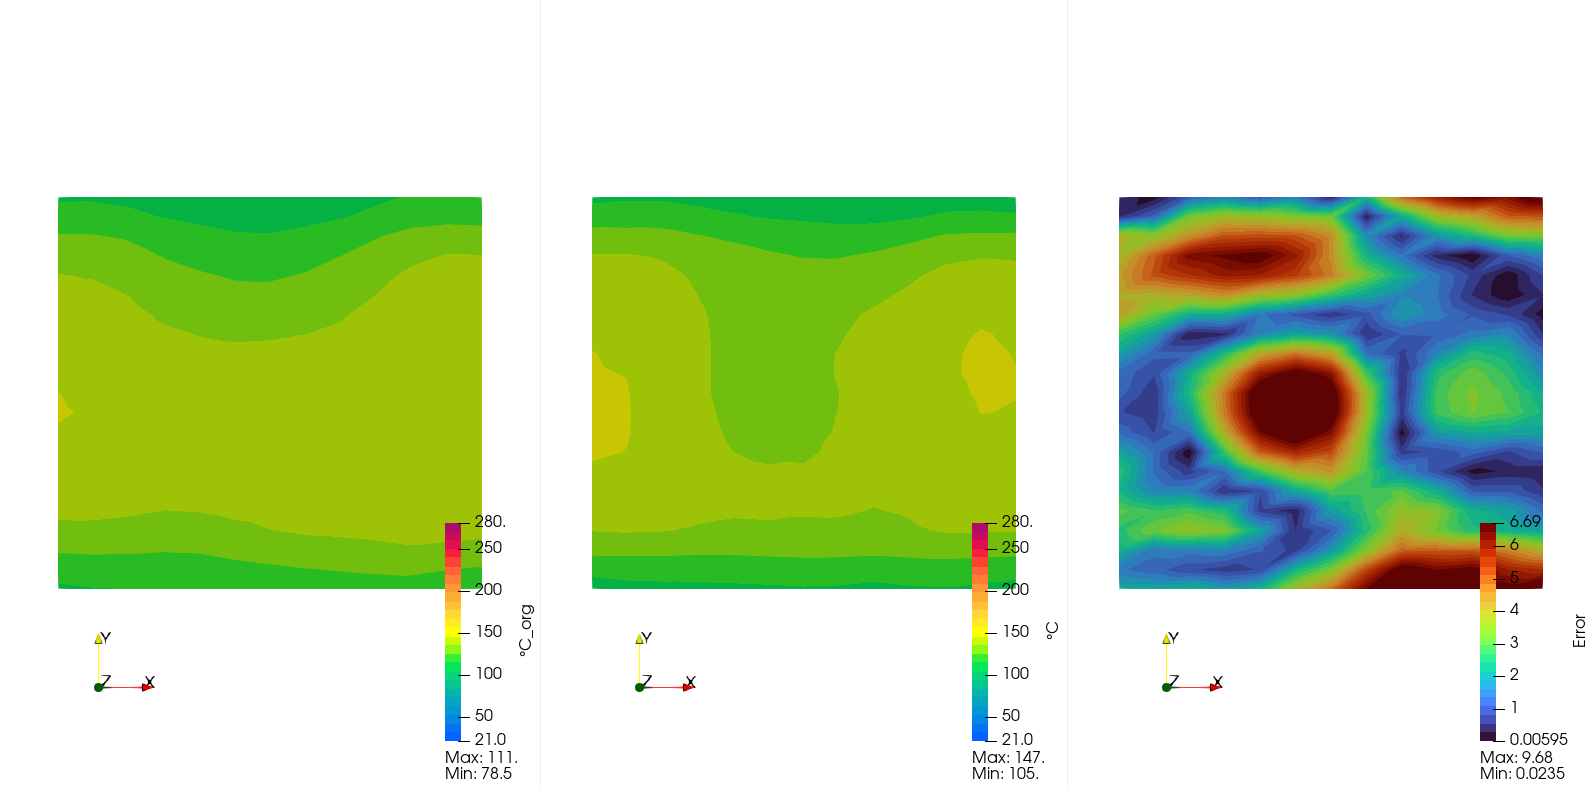 280.
250
200
150
100
50
21.0
°C_org
Max: 111.
Min: 78.5
Y
Z
X
280.
250
200
150
100
50
21.0
°C
Max: 147.
Min: 105.
Y
Z
X
6.69
6
5
4
3
2
1
0.00595
Error
Max: 9.68
Min: 0.0235
Y
Z
X